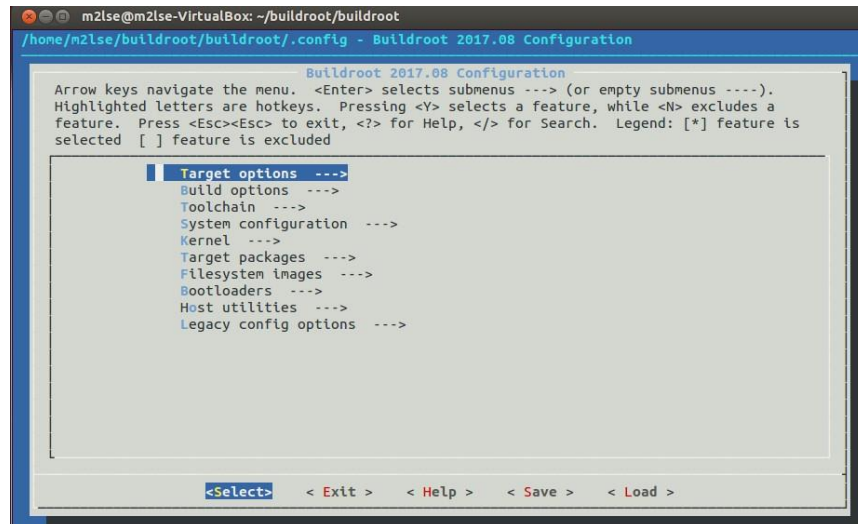 m2lse@m2lse-VirtualBox: ~/buildroot/buildroot
/home/m2lse/buildroot/buildroot/.config - Buildroot 2017.08 Configuration
Buildroot 2017.08 Configuration
Arrow keys navigate the menu.  <Enter> selects submenus ---> (or empty submenus ----).
Highlighted letters are hotkeys.  Pressing <Y> selects a feature, while <N> excludes a
feature.  Press <Esc><Esc> to exit, <?> for Help, </> for Search.  Legend: [*] feature is
selected  [ ] feature is excluded
Target options  --->
Build options  --->
Toolchain  --->
System configuration  --->
Kernel  --->
Target packages  --->
Filesystem images  --->
Bootloaders  --->
Host utilities  --->
Legacy config options  --->
<Select>    < Exit >    < Help >    < Save >    < Load >